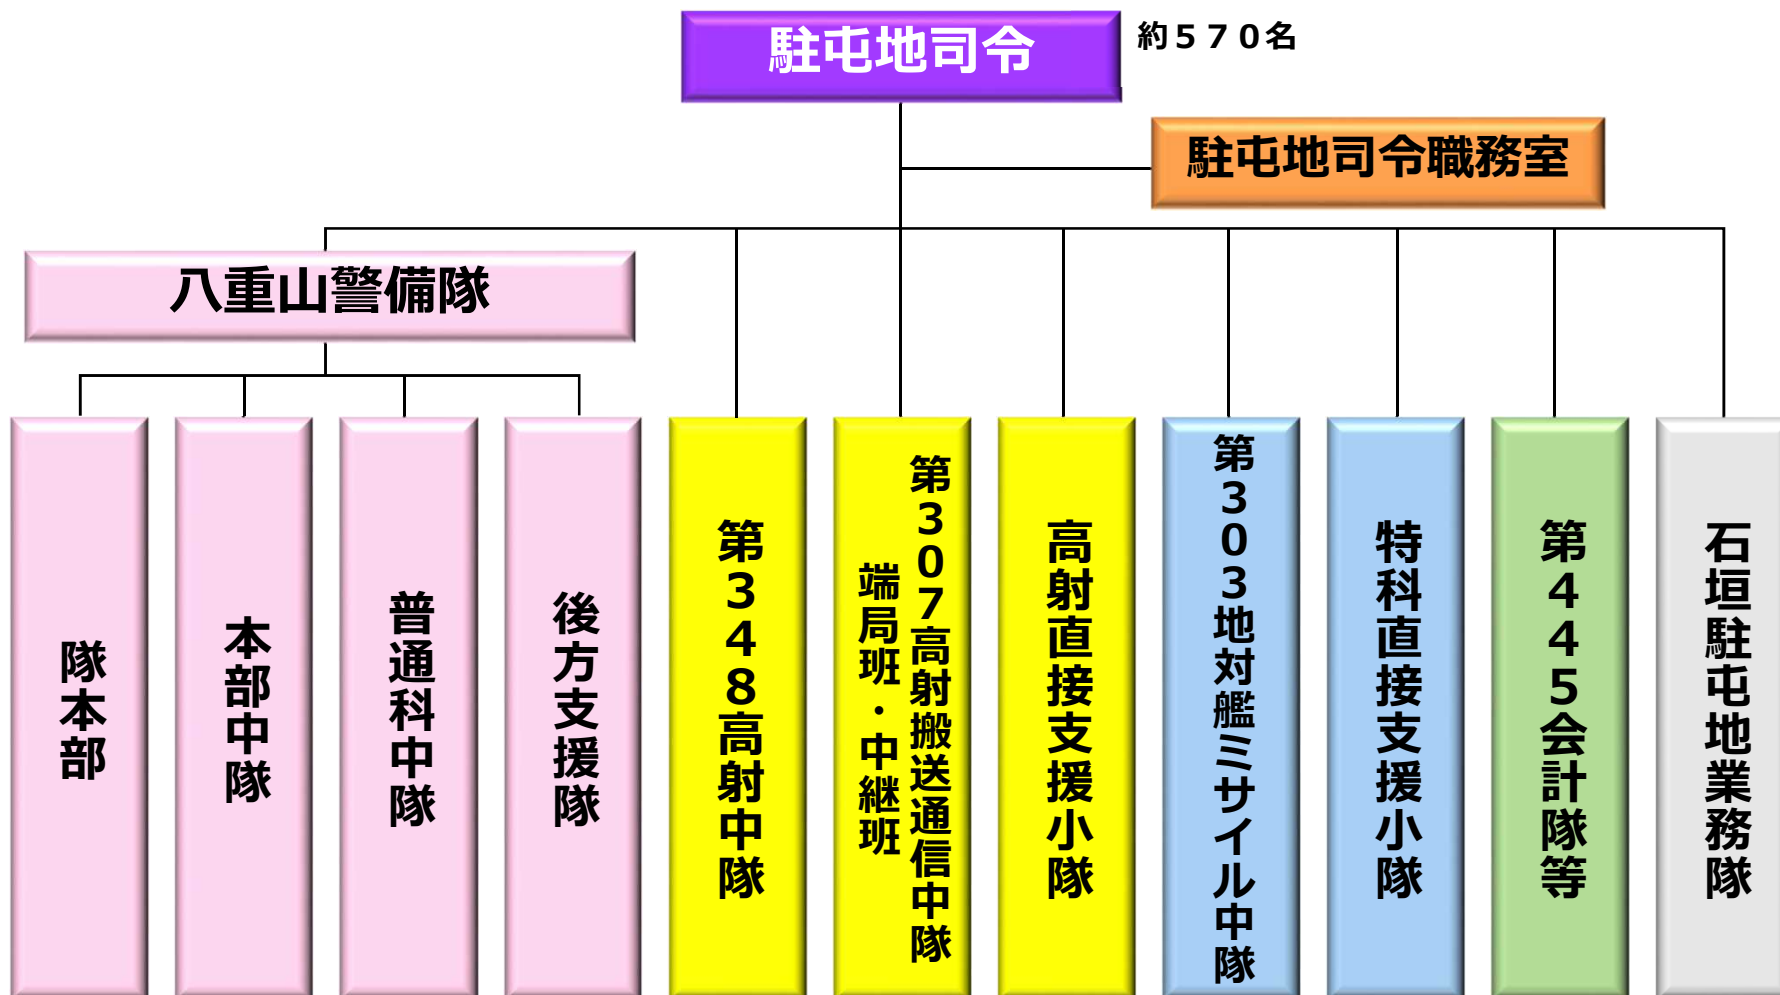 駐屯地司令
約５７０名
駐屯地司令職務室
八重山警備隊
隊本部
本部中隊
普通科中隊
後方支援隊
第３４８高射中隊
第３０７高射搬送通信中隊
端局班・中継班
高射直接支援小隊
第３０３地対艦ミサイル中隊
特科直接支援小隊
第４４５会計隊等
石垣駐屯地業務隊